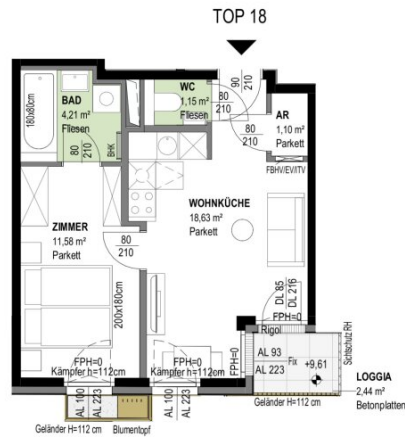 TOP 18
180x80cm
BAD
4,21 m²
Fliesen
80
210
BHK
WC
1,15 m²
Fliesen
80
210
90
210
80
210
AR
1,10 m²
Parkett
FBHV/EV/ITV
WOHNKÜCHE
18,63 m²
Parkett
ZIMMER
11,58 m²
Parkett
80
210
200x180cm
FPH=0
Kämpfer h=112cm
AL 100
AL 223
FPH=0
Kämpfer h=112cm
AL 100
AL 223
DL 85
DL 216
FPH=0
Rigol
FPH=0
AL 93
Fix
AL 223
+9,61
Sichtschutz RH
LOGGIA
2,44 m²
Betonplatten
Geländer H=112 cm
Geländer H=112 cm
Blumentopf